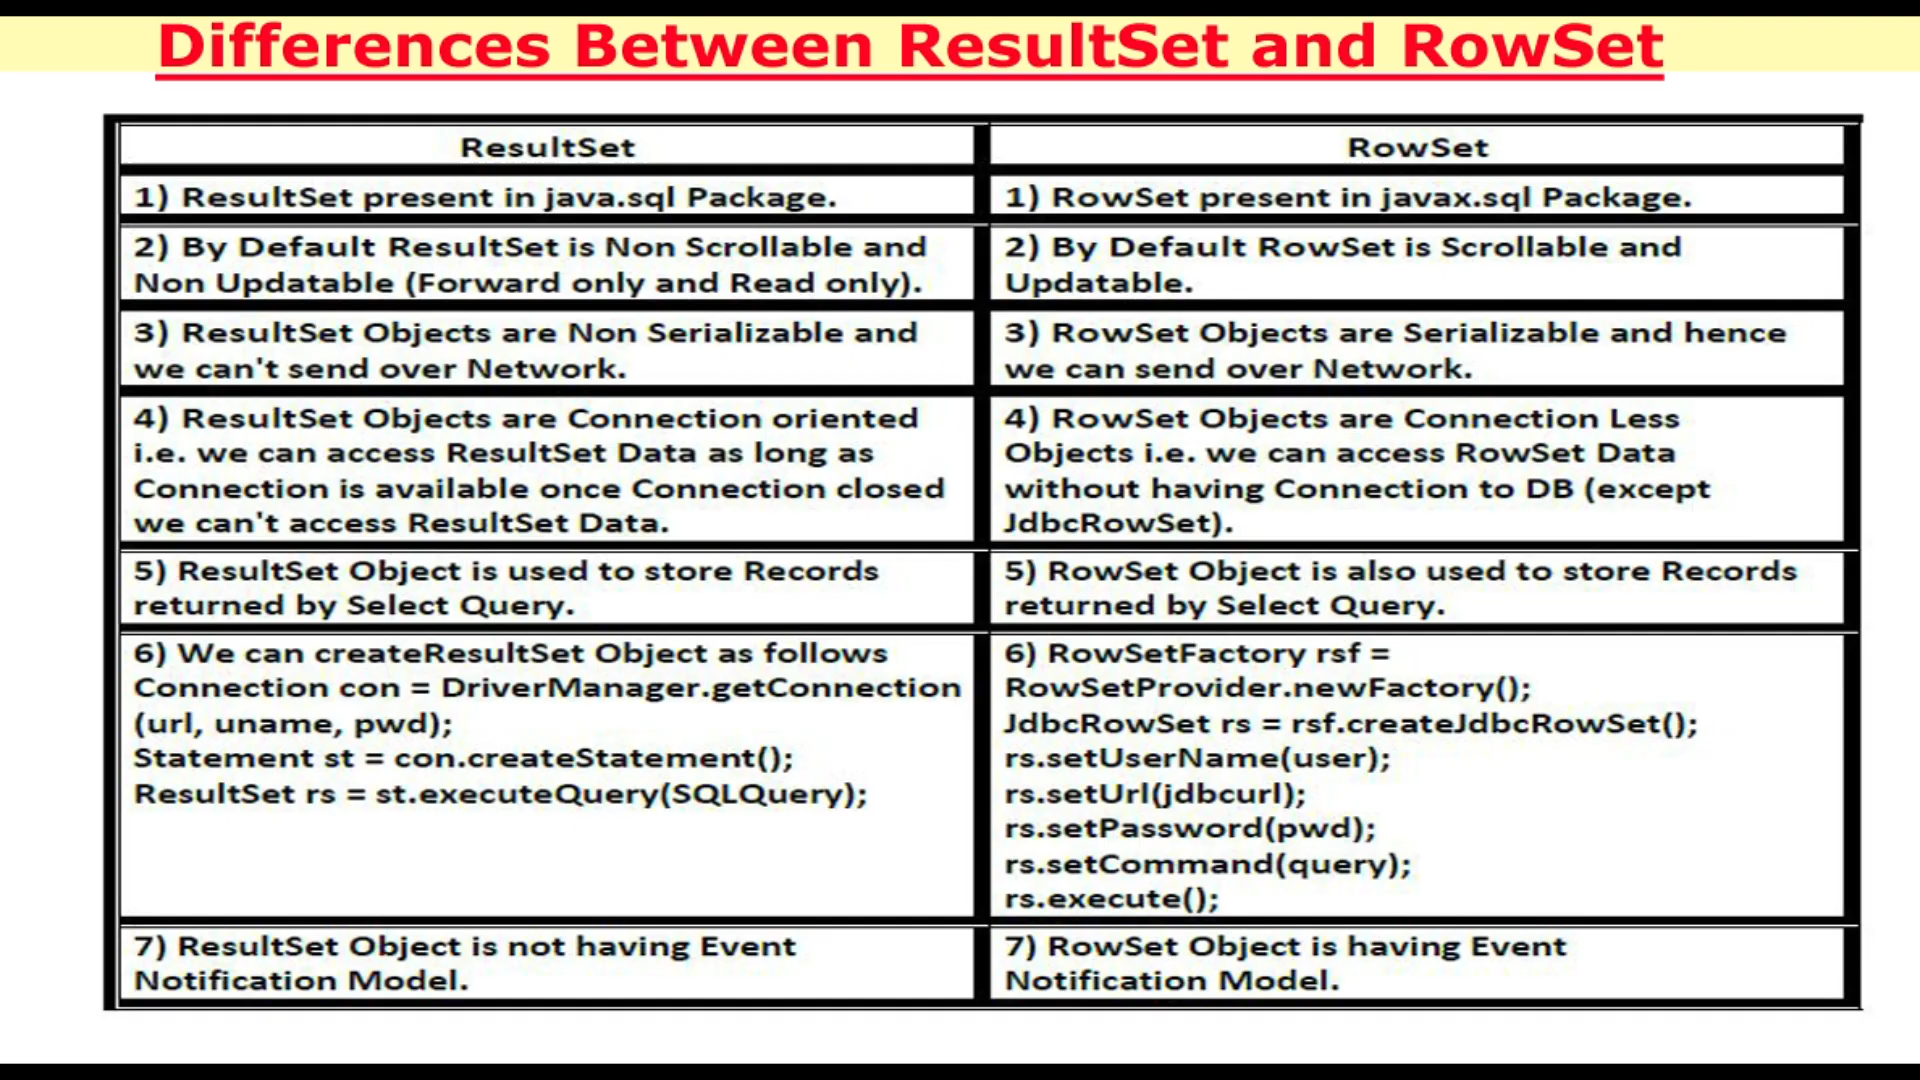 Differences Between ResultSet and RowSet
ResultSet
RowSet
1) ResultSet present in java.sql Package.
1) RowSet present in javax.sql Package.
2) By Default ResultSet is Non Scrollable and
Non Updatable (Forward only and Read only).
2) By Default RowSet is Scrollable and
Updatable.
3) ResultSet Objects are Non Serializable and
we can't send over Network.
3) RowSet Objects are Serializable and hence
we can send over Network.
4) ResultSet Objects are Connection oriented
i.e. we can access ResultSet Data as long as
Connection is available once Connection closed
we can't access ResultSet Data.
4) RowSet Objects are Connection Less
Objects i.e. we can access RowSet Data
without having Connection to DB (except
JdbcRowSet).
5) ResultSet Object is used to store Records
returned by Select Query.
5) RowSet Object is also used to store Records
returned by Select Query.
6) We can createResultSet Object as follows
Connection con = DriverManager.getConnection
(url, uname, pwd);
Statement st = con.createStatement();
ResultSet rs = st.executeQuery(SQLQuery);
6) RowSetFactory rsf =
RowSetProvider.newFactory();
JdbcRowSet rs = rsf.createJdbcRowSet();
rs.setUserName(user);
rs.setUrl(jdbcurl);
rs.setPassword(pwd);
rs.setCommand(query);
rs.execute();
7) ResultSet Object is not having Event
Notification Model.
7) RowSet Object is having Event
Notification Model.